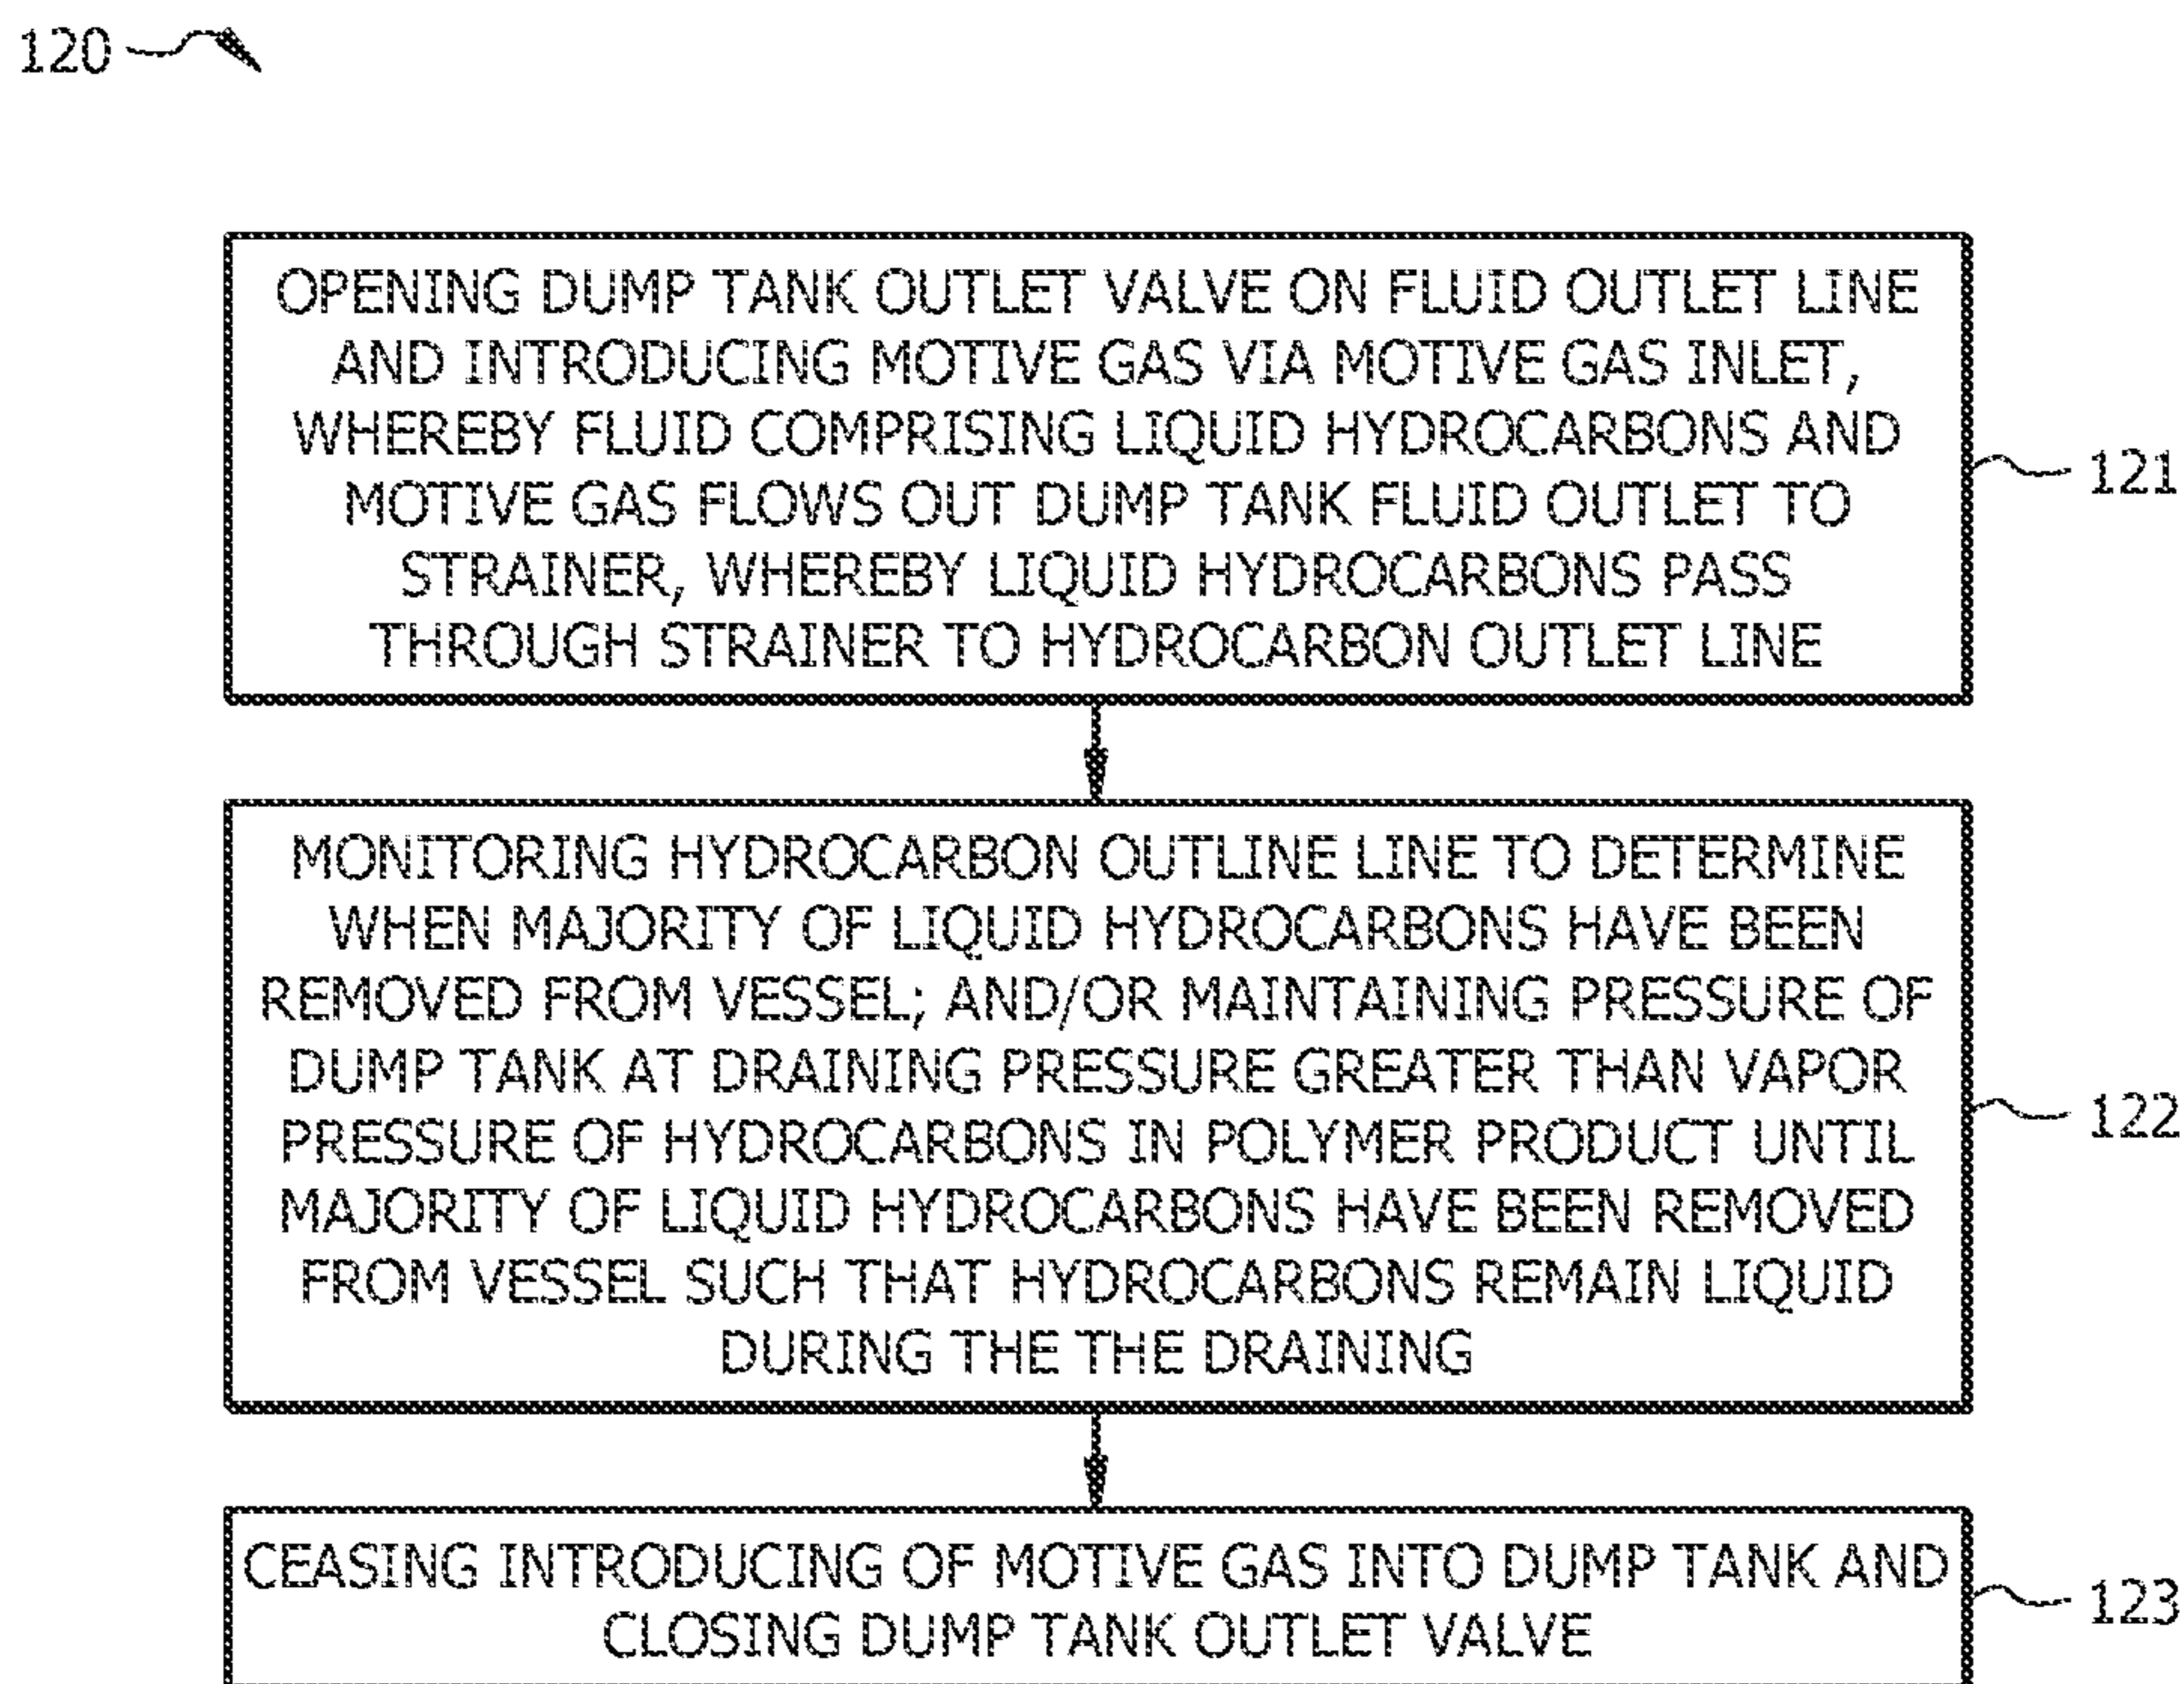 120
OPENING DUMP TANK OUTLET VALVE ON FLUID OUTLET LINE
AND INTRODUCING MOTIVE GAS VIA MOTIVE GAS INLET,
WHEREBY FLUID COMPRISING LIQUID HYDROCARBONS AND
MOTIVE GAS FLOWS OUT DUMP TANK FLUID OUTLET TO
STRAINER, WHEREBY LIQUID HYDROCARBONS PASS
THROUGH STRAINER TO HYDROCARBON OUTLET LINE
121
MONITORING HYDROCARBON OUTLINE LINE TO DETERMINE
WHEN MAJORITY OF LIQUID HYDROCARBONS HAVE BEEN
REMOVED FROM VESSEL; AND/OR MAINTAINING PRESSURE OF
DUMP TANK AT DRAINING PRESSURE GREATER THAN VAPOR
PRESSURE OF HYDROCARBONS IN POLYMER PRODUCT UNTIL
MAJORITY OF LIQUID HYDROCARBONS HAVE BEEN REMOVED
FROM VESSEL SUCH THAT HYDROCARBONS REMAIN LIQUID
DURING THE THE DRAINING
122
CEASING INTRODUCING OF MOTIVE GAS INTO DUMP TANK AND
CLOSING DUMP TANK OUTLET VALVE
123